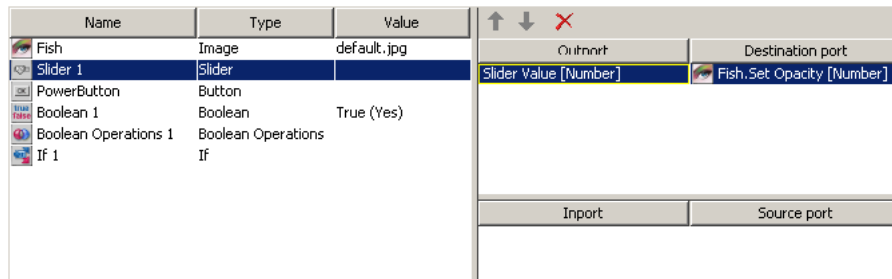 Name Type Value
Fish Image default.jpg
Slider 1 Slider
PowerButton Button
true false Boolean 1 Boolean True (Yes)
Boolean Operations 1 Boolean Operations
If 1 If
Outport Destination port
Slider Value [Number] Fish.Set Opacity [Number]
Inport Source port